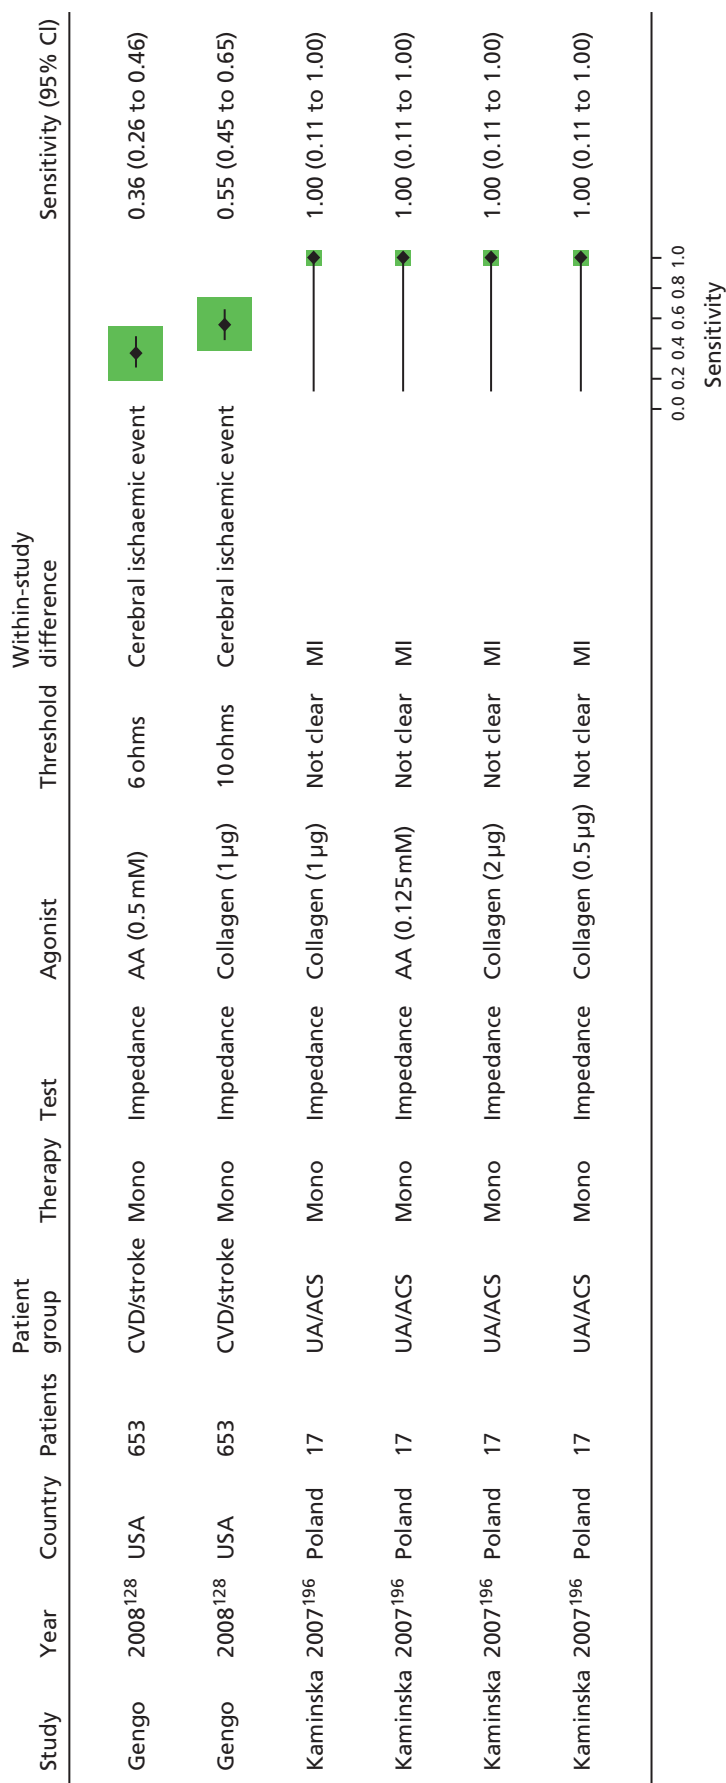 Study Year Country Patients Patient group Therapy Test Agonist Threshold Within-study difference Sensitivity (95% CI)
Gengo 2008128 USA 653 CVD/stroke Mono Impedance AA (0.5 mM) 6 ohms Cerebral ischaemic event 0.36 (0.26 to 0.46)
Gengo 2008128 USA 653 CVD/stroke Mono Impedance Collagen (1 µg) 10 ohms Cerebral ischaemic event 0.55 (0.45 to 0.65)
Kaminska 2007196 Poland 17 UA/ACS Mono Impedance Collagen (1 µg) Not clear MI 1.00 (0.11 to 1.00)
Kaminska 2007196 Poland 17 UA/ACS Mono Impedance AA (0.125 mM) Not clear MI 1.00 (0.11 to 1.00)
Kaminska 2007196 Poland 17 UA/ACS Mono Impedance Collagen (2 µg) Not clear MI 1.00 (0.11 to 1.00)
Kaminska 2007196 Poland 17 UA/ACS Mono Impedance Collagen (0.5 µg) Not clear MI 1.00 (0.11 to 1.00)
0.0 0.2 0.4 0.6 0.8 1.0
Sensitivity